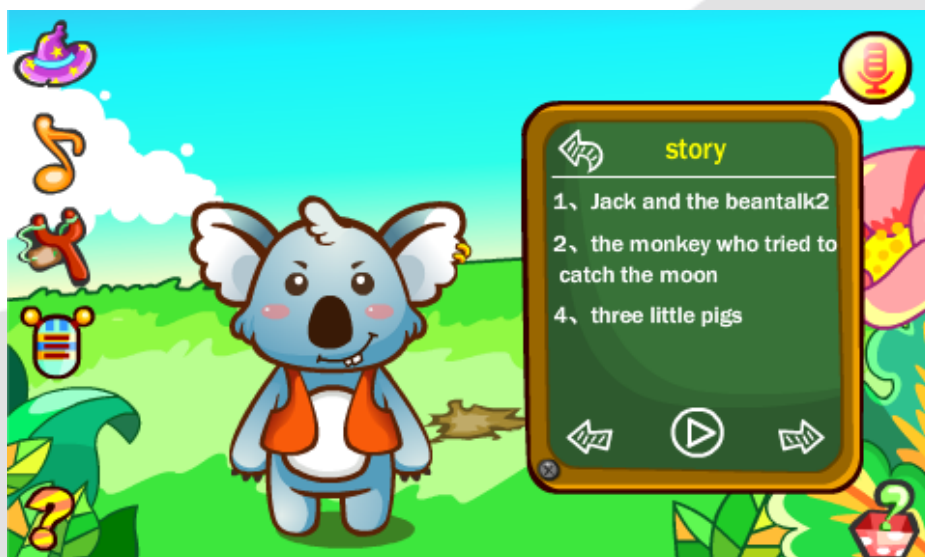 story
1、Jack and the beantalk2
2、the monkey who tried to
catch the moon
4、three little pigs